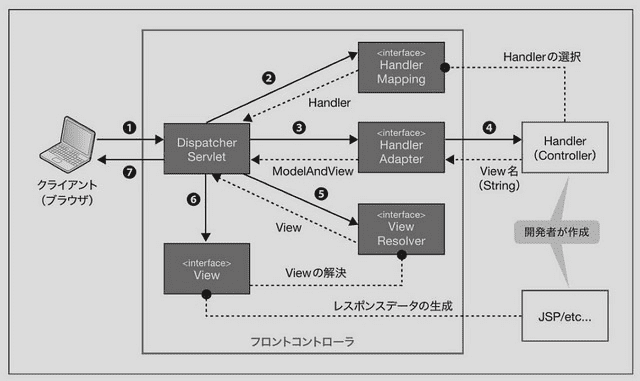 <interface>
Handler
Mapping
Handlerの選択
❷
Handler
❶
Dispatcher
Servlet
❸
<interface>
Handler
Adapter
❹
Handler
(Controller)
❼
ModelAndView
View名
(String)
クライアント
(ブラウザ)
❻
❺
View
<interface>
View
Resolver
開発者が作成
<interface>
View
Viewの解決
レスポンスデータの生成
JSP/etc...
フロントコントローラ